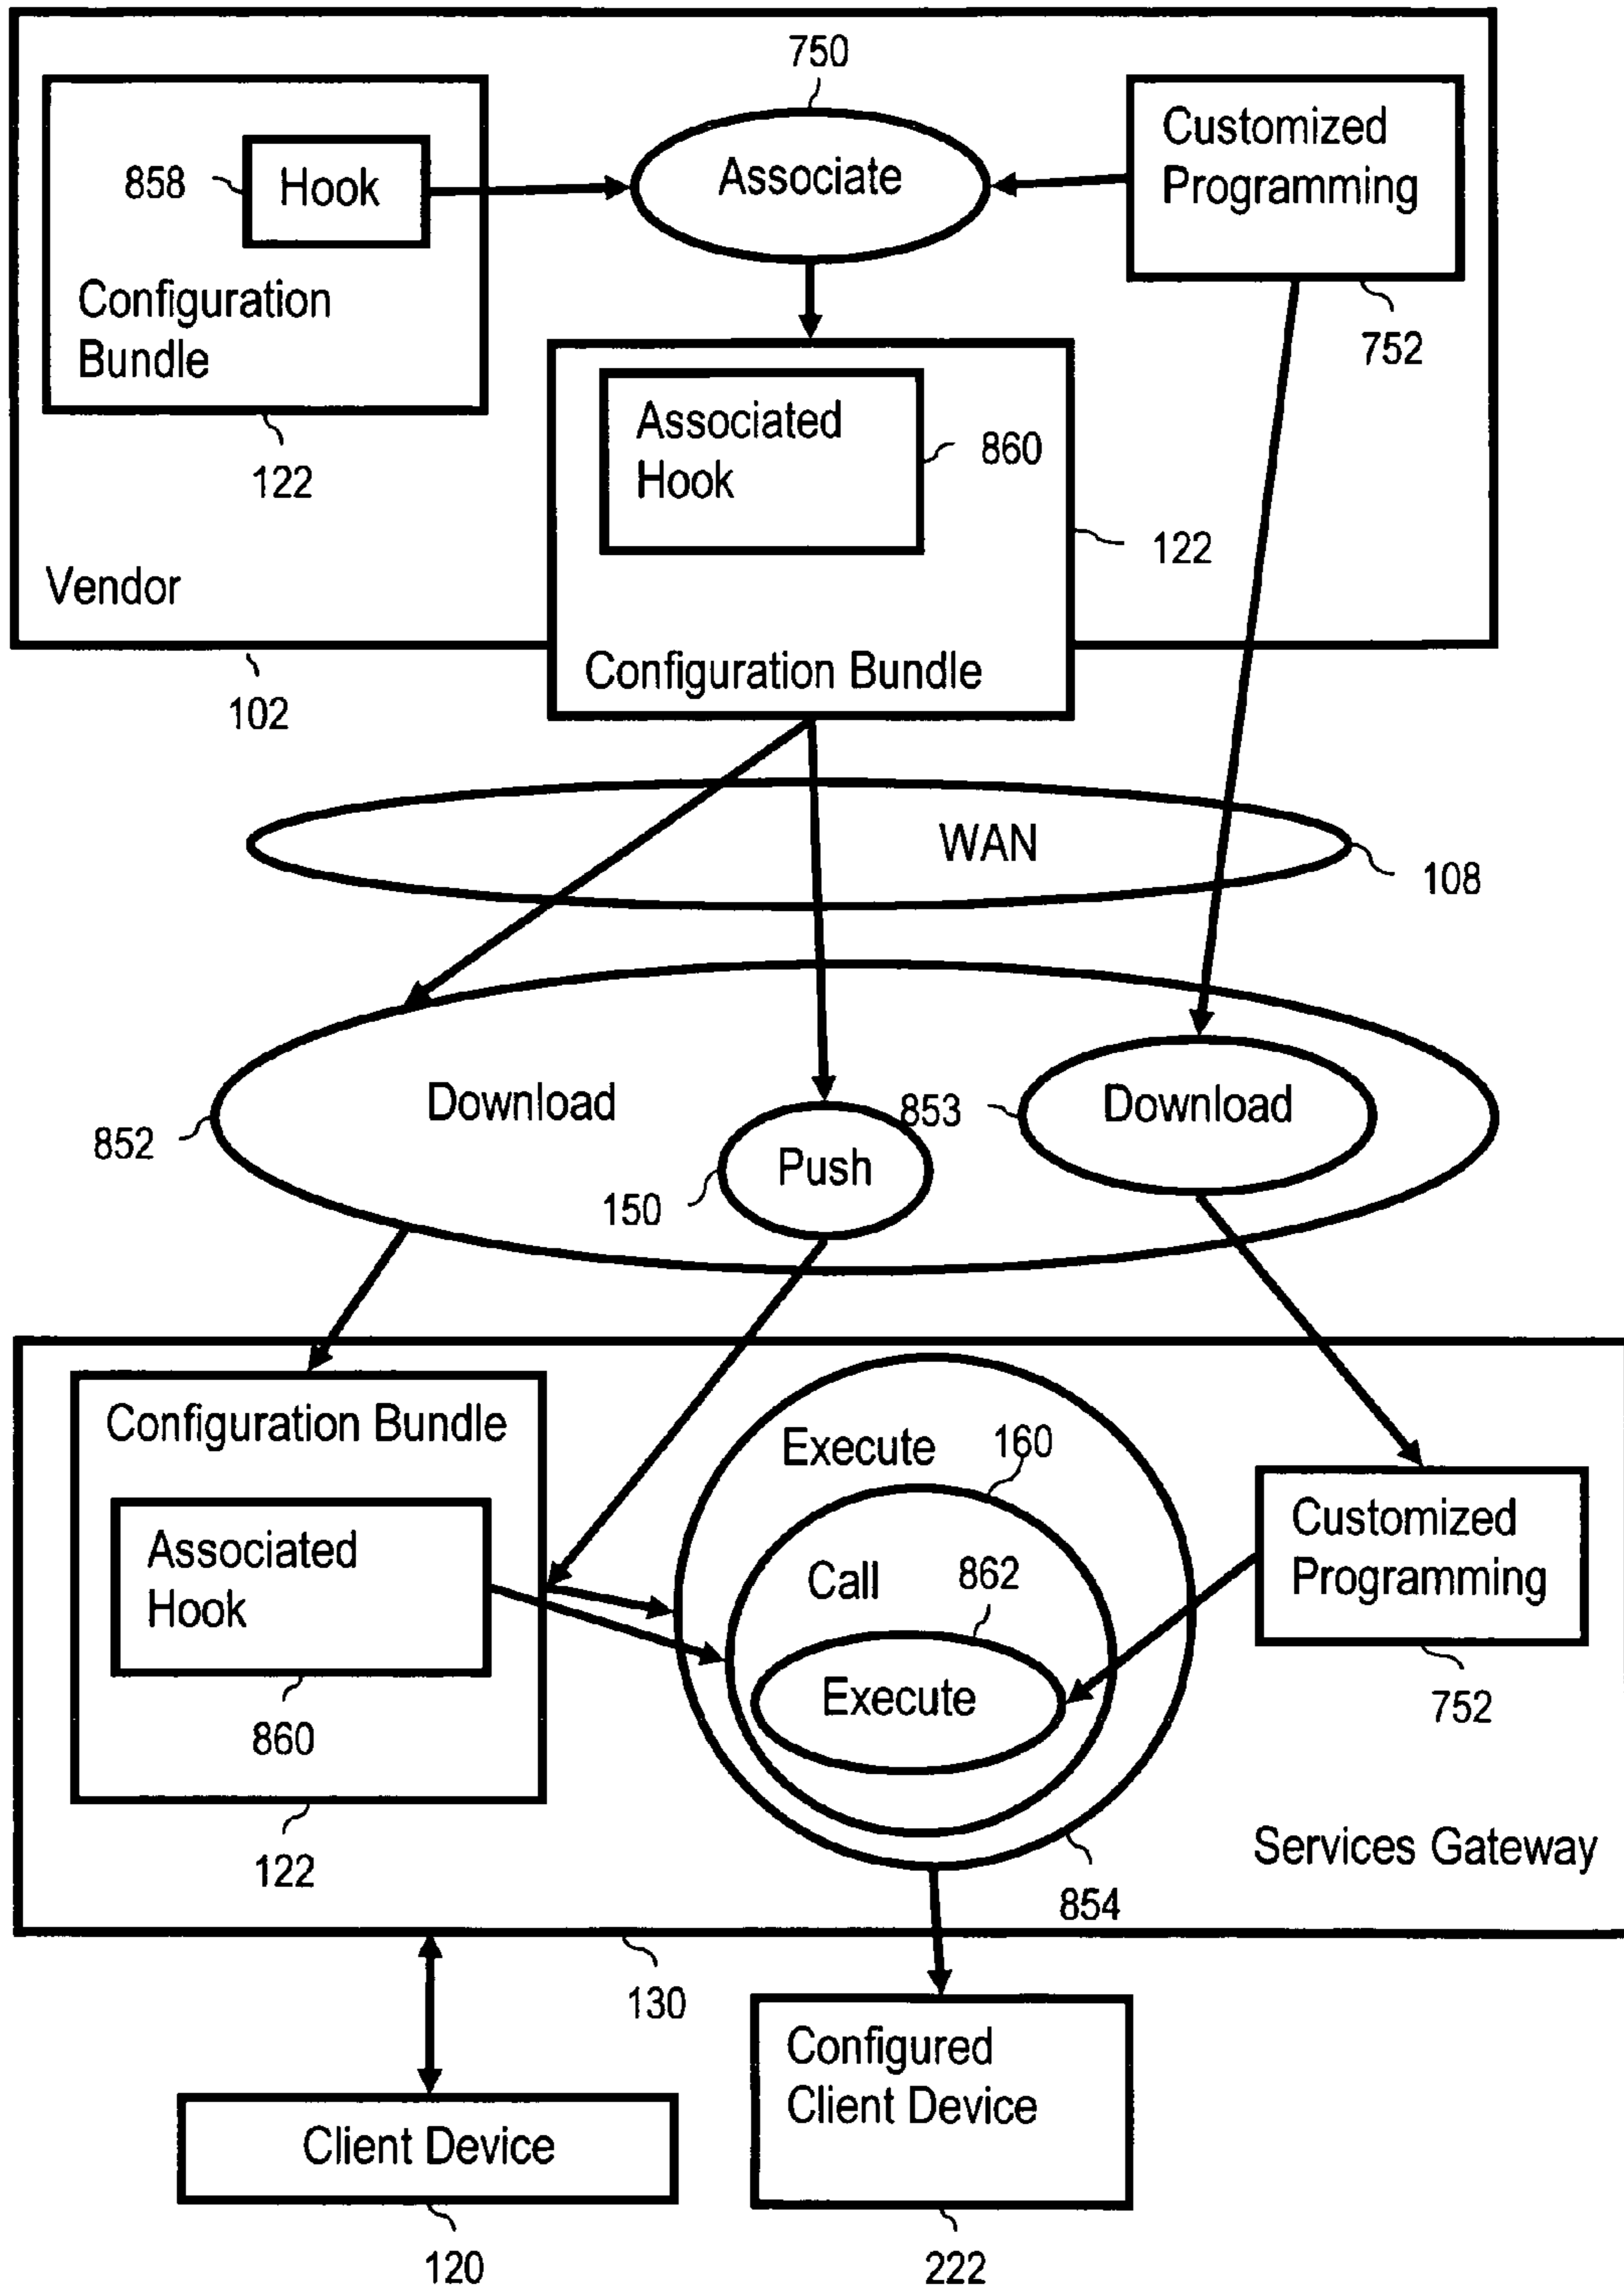 750
Customized
Programming
858
Hook
Associate
Configuration
Bundle
752
122
Associated
Hook
860
122
Vendor
Configuration Bundle
102
WAN
108
Download
852
853
Download
Push
150
Configuration Bundle
Execute
160
Associated
Hook
Call
862
Customized
Programming
Execute
860
752
122
Services Gateway
854
130
Configured
Client Device
Client Device
120
222